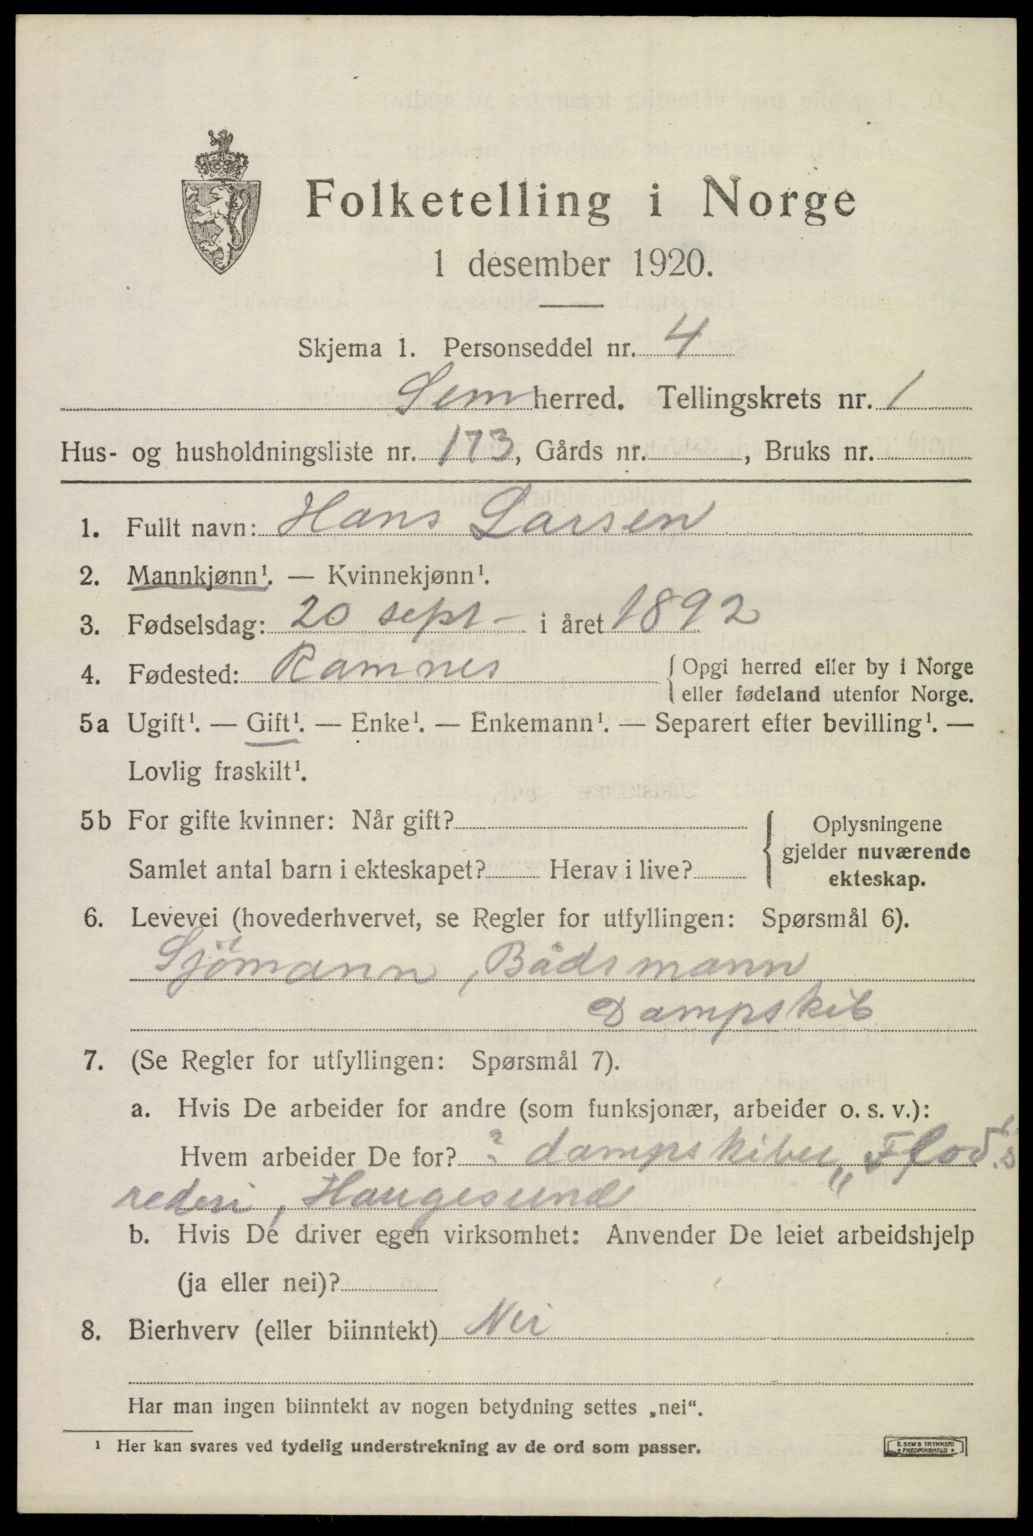 Folketelling i Norge
1 desember 1920.
Skjema 1. Personseddel nr. 4
Sem herred. Tellingskrets nr. 1
Hus- og husholdningsliste nr. 173, Gårds nr. , Bruks nr.
1. Fullt navn: Hans Larsen
2. Mannkjønn¹. — Kvinnekjønn¹.
3. Fødselsdag: 20 sept - i året 1892
4. Fødested: Ramnes {Opgi herred eller by i Norge
eller fødeland utenfor Norge.
5a Ugift¹. — Gift¹. — Enke¹. — Enkemann¹. — Separert efter bevilling¹. —
Lovlig fraskilt¹.
5b For gifte kvinner: Når gift?
Samlet antal barn i ekteskapet? Herav i live?
{Oplysningene
gjelder nuværende
ekteskap.
6. Levevei (hovederhvervet, se Regler for utfyllingen: Spørsmål 6).
Sjömann, Bådsmann
Dampskib
7. (Se Regler for utfyllingen: Spørsmål 7).
a. Hvis De arbeider for andre (som funksjonær, arbeider o. s. v.):
Hvem arbeider De for? ? dampskibet „Flod's
rederi, Haugesund
b. Hvis De driver egen virksomhet: Anvender De leiet arbeidshjelp
(ja eller nei)?
8. Bierhverv (eller biinntekt) Nei
Har man ingen biinntekt av nogen betydning settes „nei“.
¹ Her kan svares ved tydelig understrekning av de ord som passer.
E. SEM'S TRYKKERI
FREDRIKSHALD